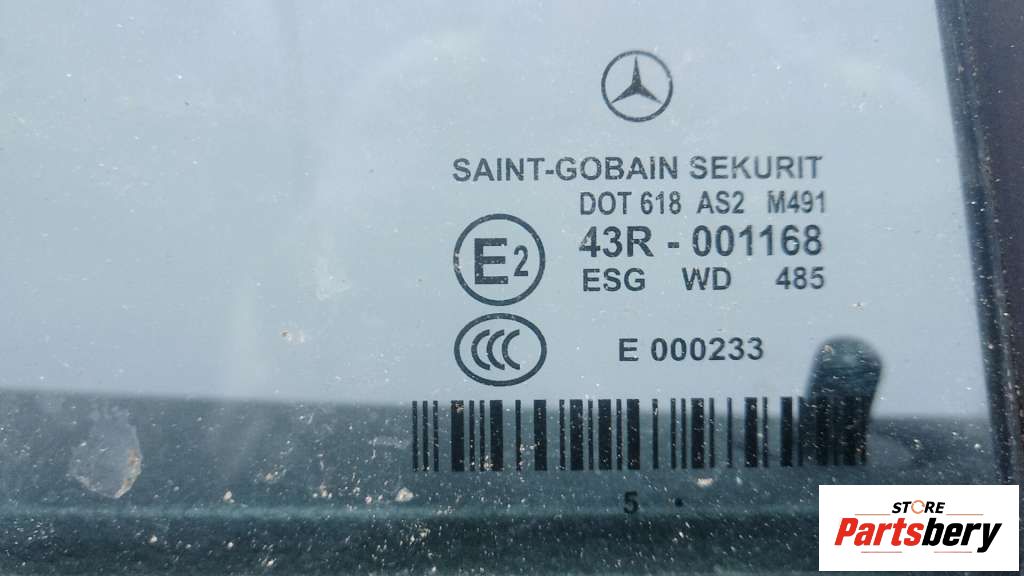 SAINT-GOBAIN SEKURIT
DOT 618 AS2 M491
E2 43R - 001168
ESG WD 485
CCC E 000233
5 .
STORE
Partsbery